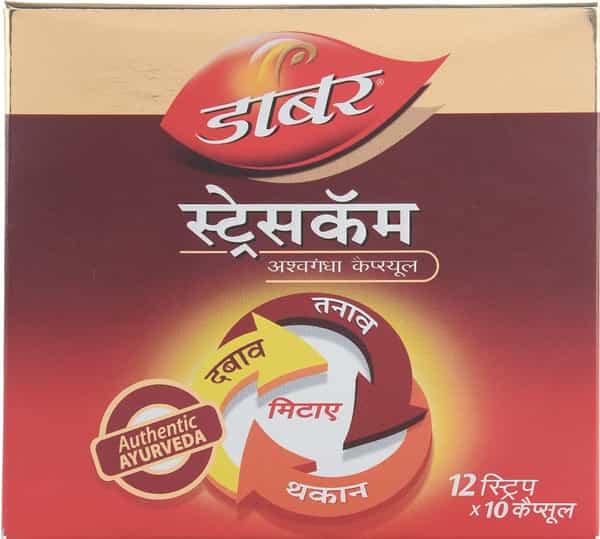 डाबर®
स्ट्रेसकॅम
अश्वगंधा कैप्स्यूल
तनाव
दबाव
मिटाए
थकान
Authentic
AYURVEDA
12 स्ट्रिप
x 10 कैप्सूल